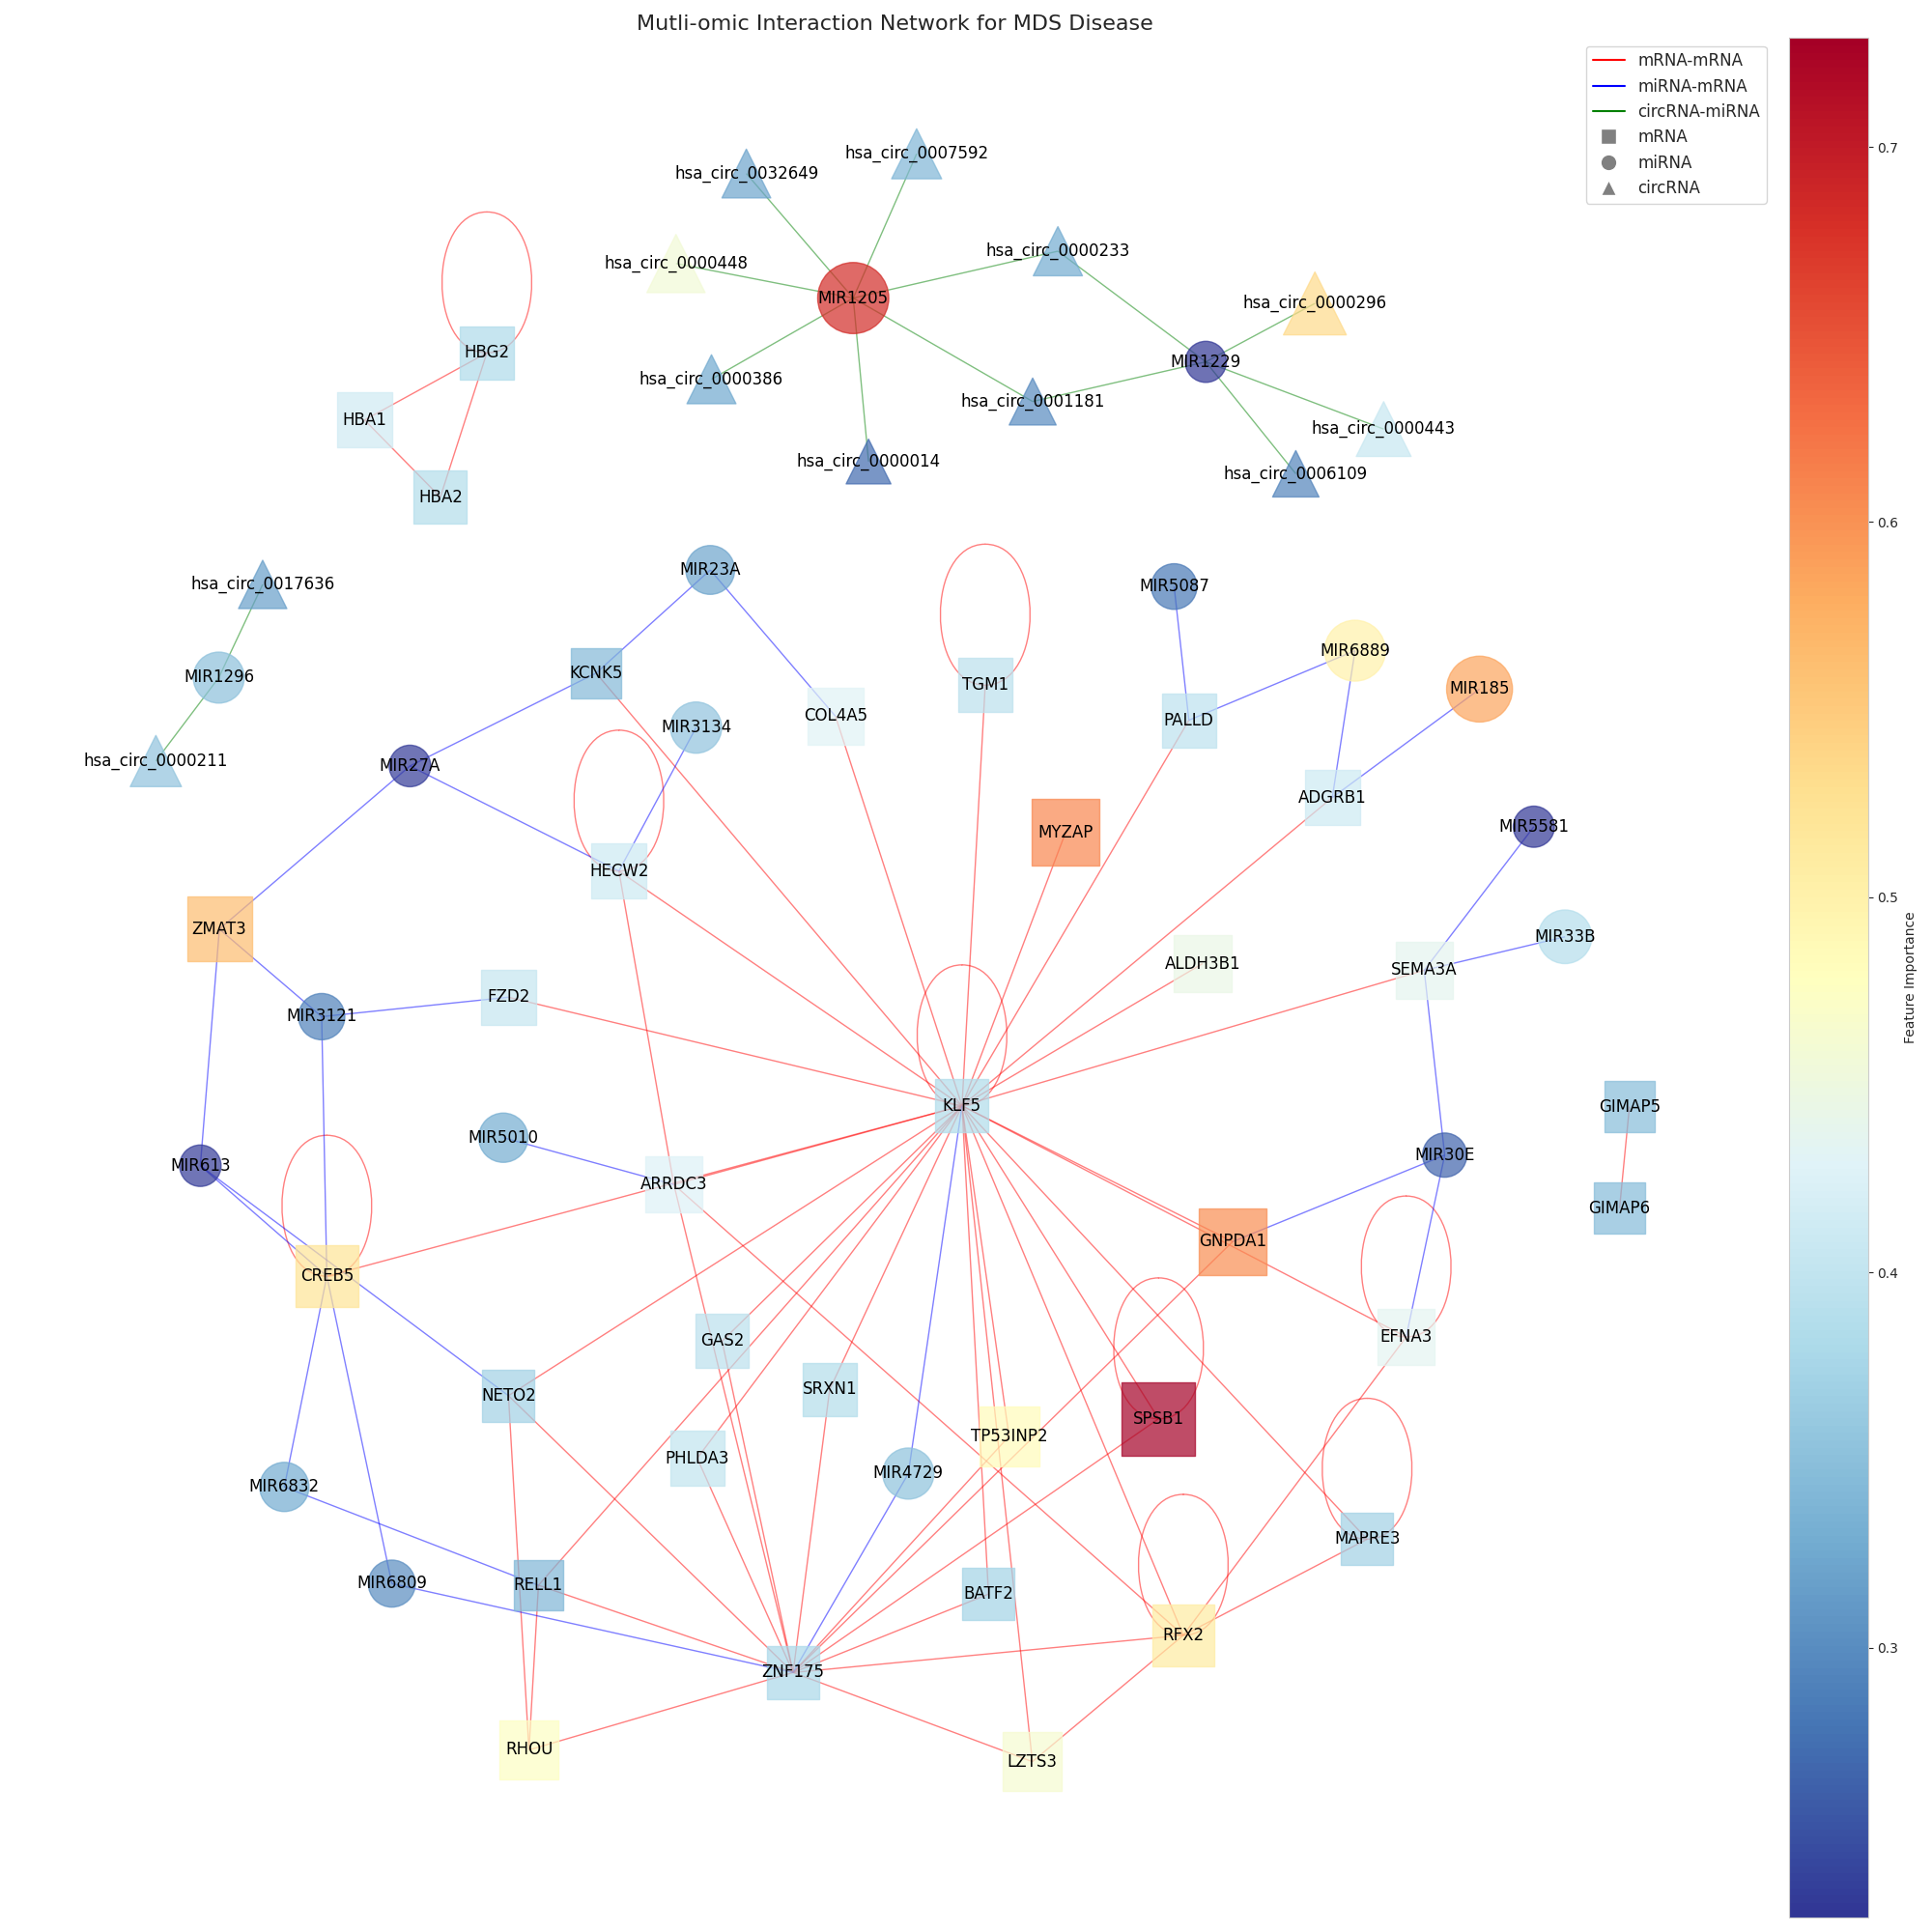 Mutli-omic Interaction Network for MDS Disease
mRNA-mRNA
miRNA-mRNA
circRNA-miRNA
mRNA
miRNA
circRNA
0.7
0.6
0.5
0.4
0.3
Feature Importance
hsa_circ_0007592
hsa_circ_0032649
hsa_circ_0000233
hsa_circ_0000448
MIR1205
hsa_circ_0000296
HBG2
MIR1229
hsa_circ_0000386
hsa_circ_0001181
HBA1
hsa_circ_0000443
hsa_circ_0000014
hsa_circ_0006109
HBA2
MIR23A
hsa_circ_0017636
MIR5087
MIR6889
KCNK5
MIR1296
TGM1
MIR185
COL4A5
PALLD
MIR3134
hsa_circ_0000211
MIR27A
ADGRB1
MIR5581
MYZAP
HECW2
ZMAT3
MIR33B
ALDH3B1
SEMA3A
FZD2
MIR3121
KLF5
GIMAP5
MIR5010
MIR30E
MIR613
ARRDC3
GIMAP6
GNPDA1
CREB5
EFNA3
GAS2
SRXN1
NETO2
SPSB1
TP53INP2
PHLDA3
MIR4729
MIR6832
MAPRE3
MIR6809
RELL1
BATF2
RFX2
ZNF175
RHOU
LZTS3